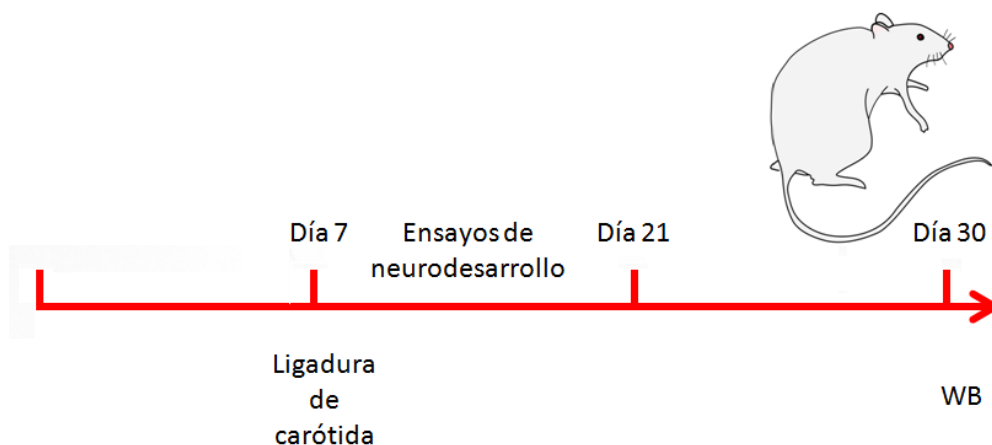 Día 7
Ensayos de
neurodesarrollo
Día 21
Día 30
Ligadura
de
carótida
WB